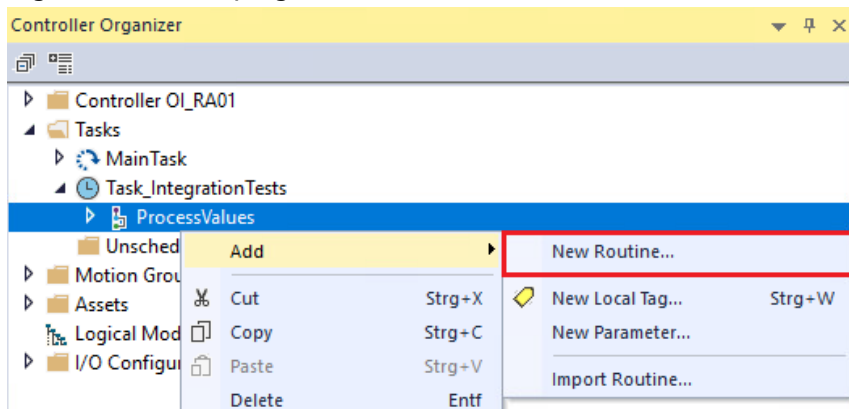 Controller Organizer
Controller OI_RA01
Tasks
MainTask
Task_IntegrationTests
ProcessValues
Unsched
Add
New Routine...
Motion Grou
Assets
Cut Strg+X
New Local Tag... Strg+W
Logical Mod
Copy Strg+C
New Parameter...
I/O Configu
Paste Strg+V
Import Routine...
Delete Entf